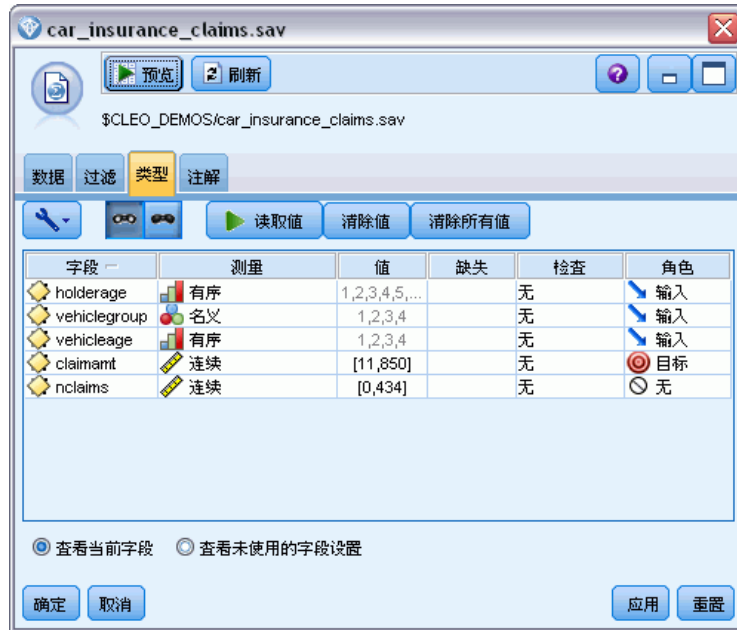 car_insurance_claims.sav
预览 刷新
$CLEO_DEMOS/car_insurance_claims.sav
数据 过滤 类型 注解
读取值 清除值 清除所有值
字段 测量 值 缺失 检查 角色
holderage 有序 1,2,3,4,5,... 无 输入
vehiclegroup 名义 1,2,3,4 无 输入
vehicleage 有序 1,2,3,4 无 输入
claimamt 连续 [11,850] 无 目标
nclaims 连续 [0,434] 无 无
查看当前字段 查看未使用的字段设置
确定 取消 应用 重置